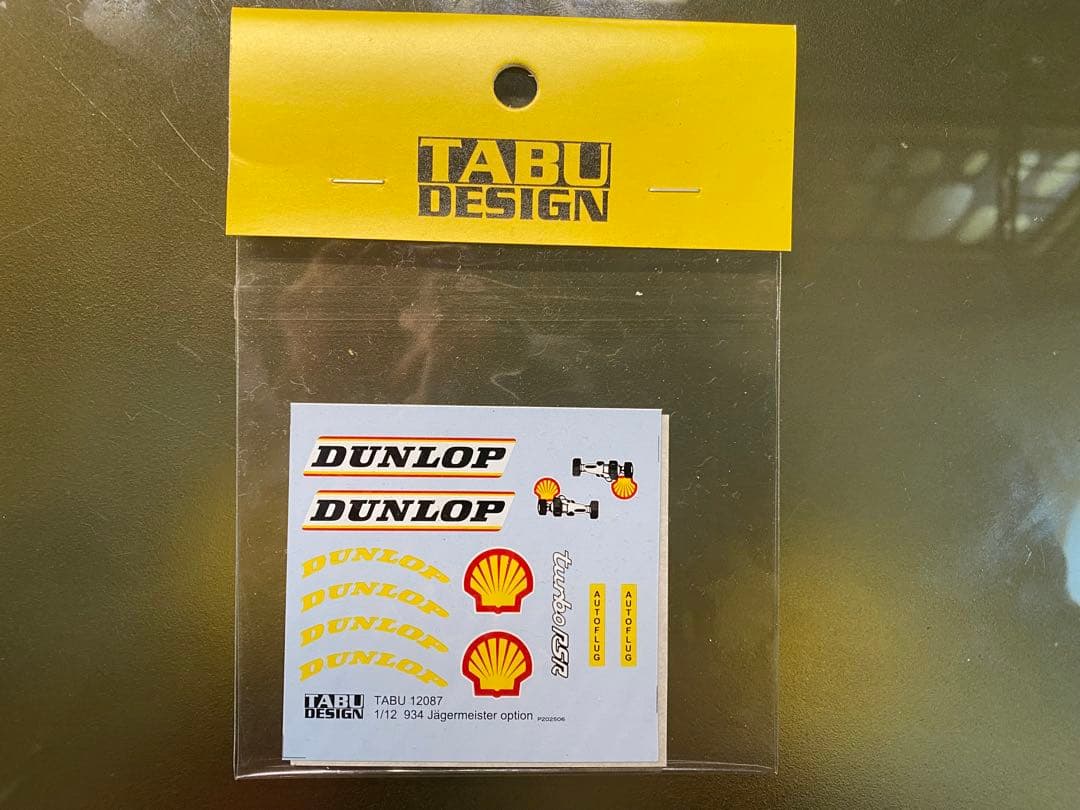 TABU
DESIGN
DUNLOP
DUNLOP
DUNLOP
DUNLOP
DUNLOP
DUNLOP
turbo RSR
AUTOFLUG
AUTOFLUG
TABU
DESIGN
TABU 12087
1/12 934 Jägermeister option P202506